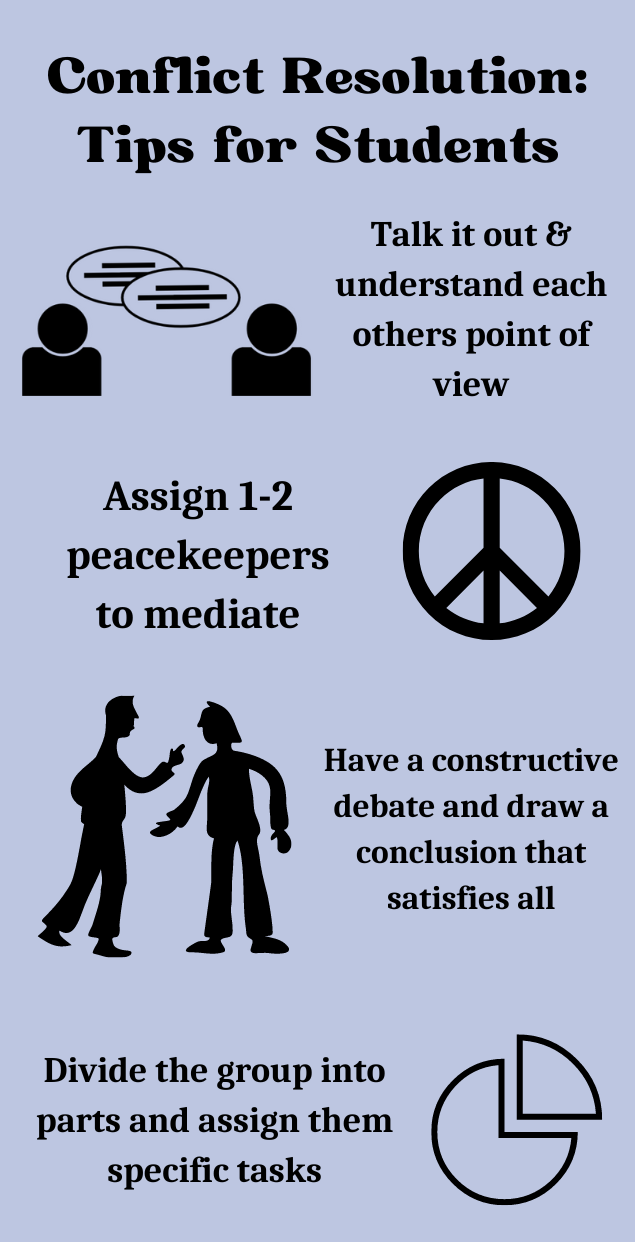 Conflict Resolution:
Tips for Students
Talk it out &
understand each
others point of
view
Assign 1-2
peacekeepers
to mediate
Have a constructive
debate and draw a
conclusion that
satisfies all
Divide the group into
parts and assign them
specific tasks